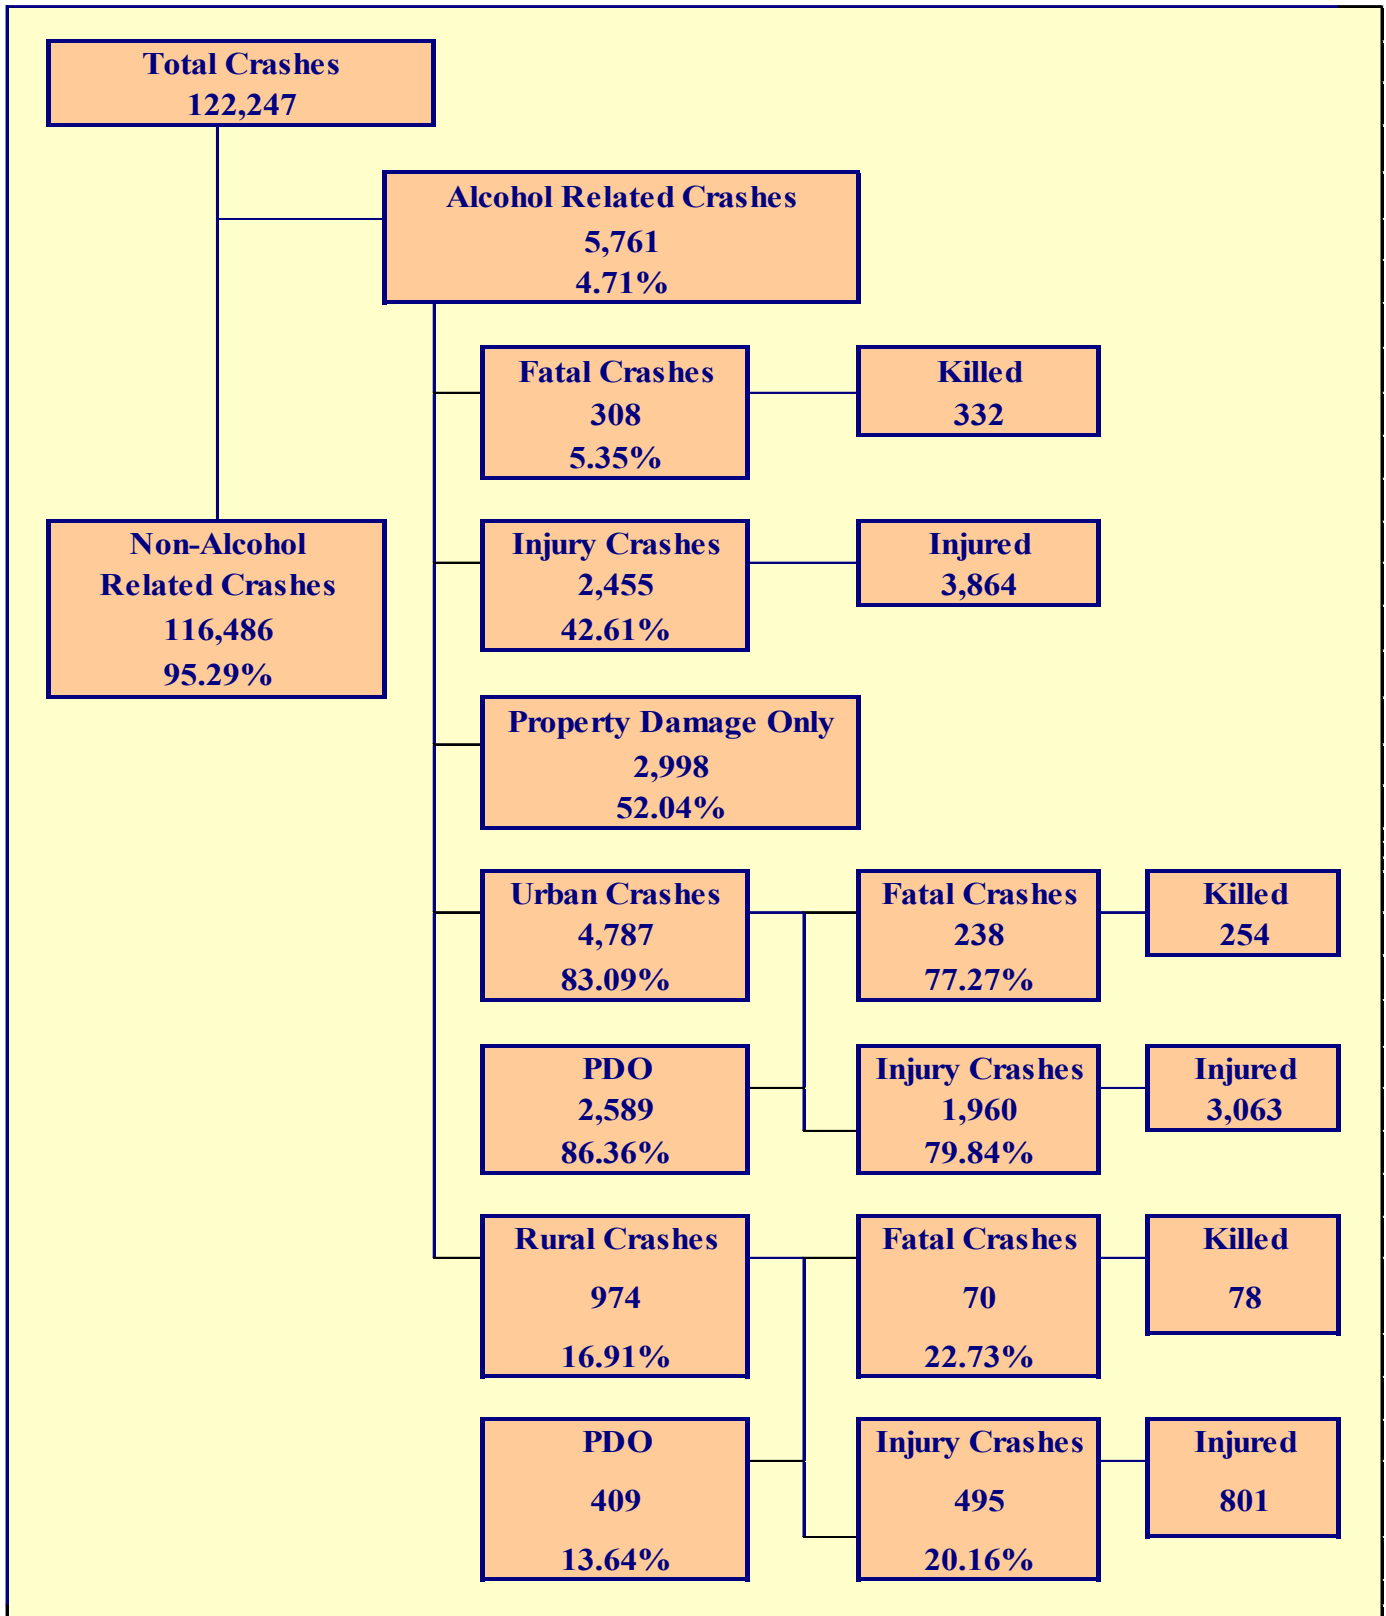 Total Crashes
122,247
Alcohol Related Crashes
5,761
4.71%
Fatal Crashes
308
5.35%
Killed
332
Non-Alcohol
Related Crashes
116,486
95.29%
Injury Crashes
2,455
42.61%
Injured
3,864
Property Damage Only
2,998
52.04%
Urban Crashes
4,787
83.09%
Fatal Crashes
238
77.27%
Killed
254
PDO
2,589
86.36%
Injury Crashes
1,960
79.84%
Injured
3,063
Rural Crashes
974
16.91%
Fatal Crashes
70
22.73%
Killed
78
PDO
409
13.64%
Injury Crashes
495
20.16%
Injured
801